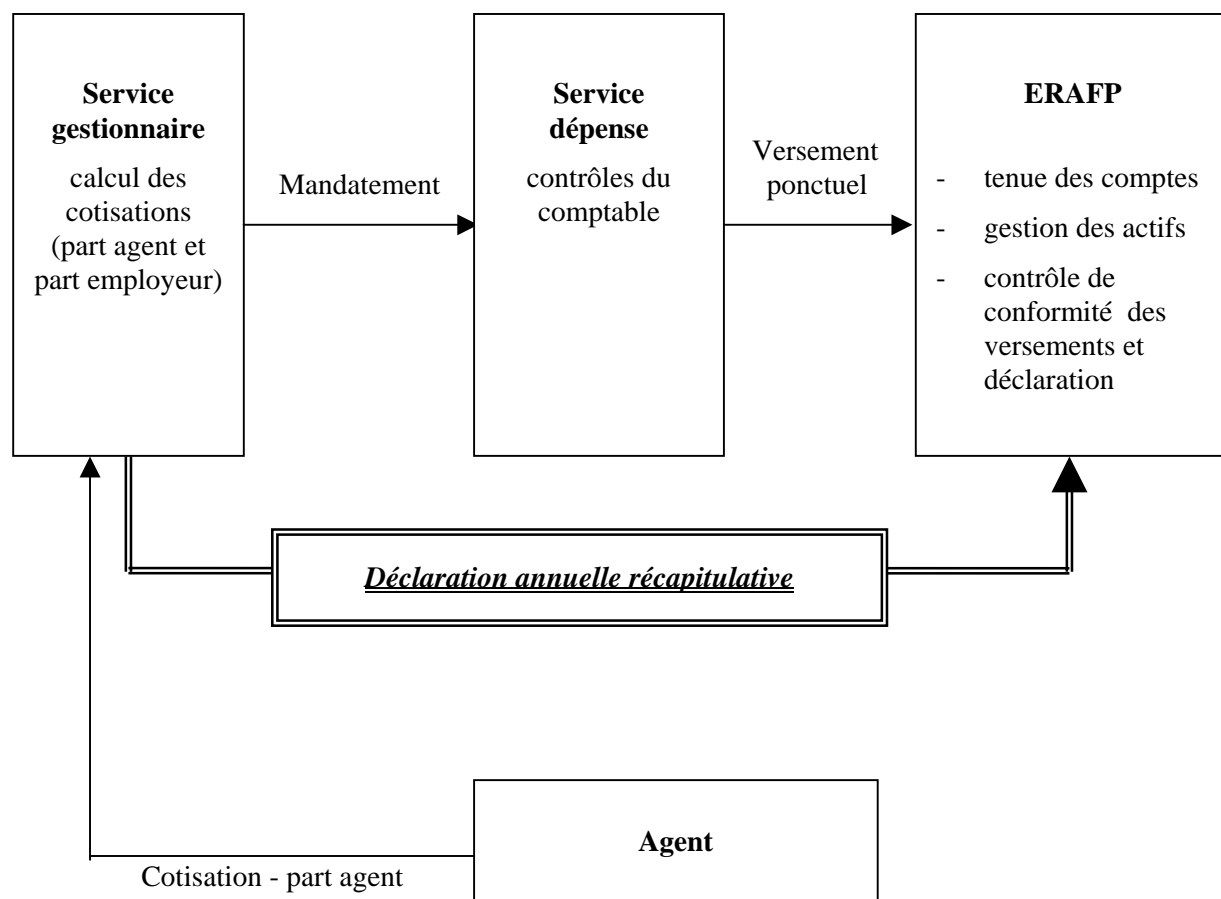 Service
gestionnaire
calcul des
cotisations
(part agent et
part employeur)
Mandatement
Service
dépense
contrôles du
comptable
Versement
ponctuel
ERAFP
- tenue des comptes
- gestion des actifs
- contrôle de
conformité des
versements et
déclaration
Déclaration annuelle récapitulative
Agent
Cotisation - part agent